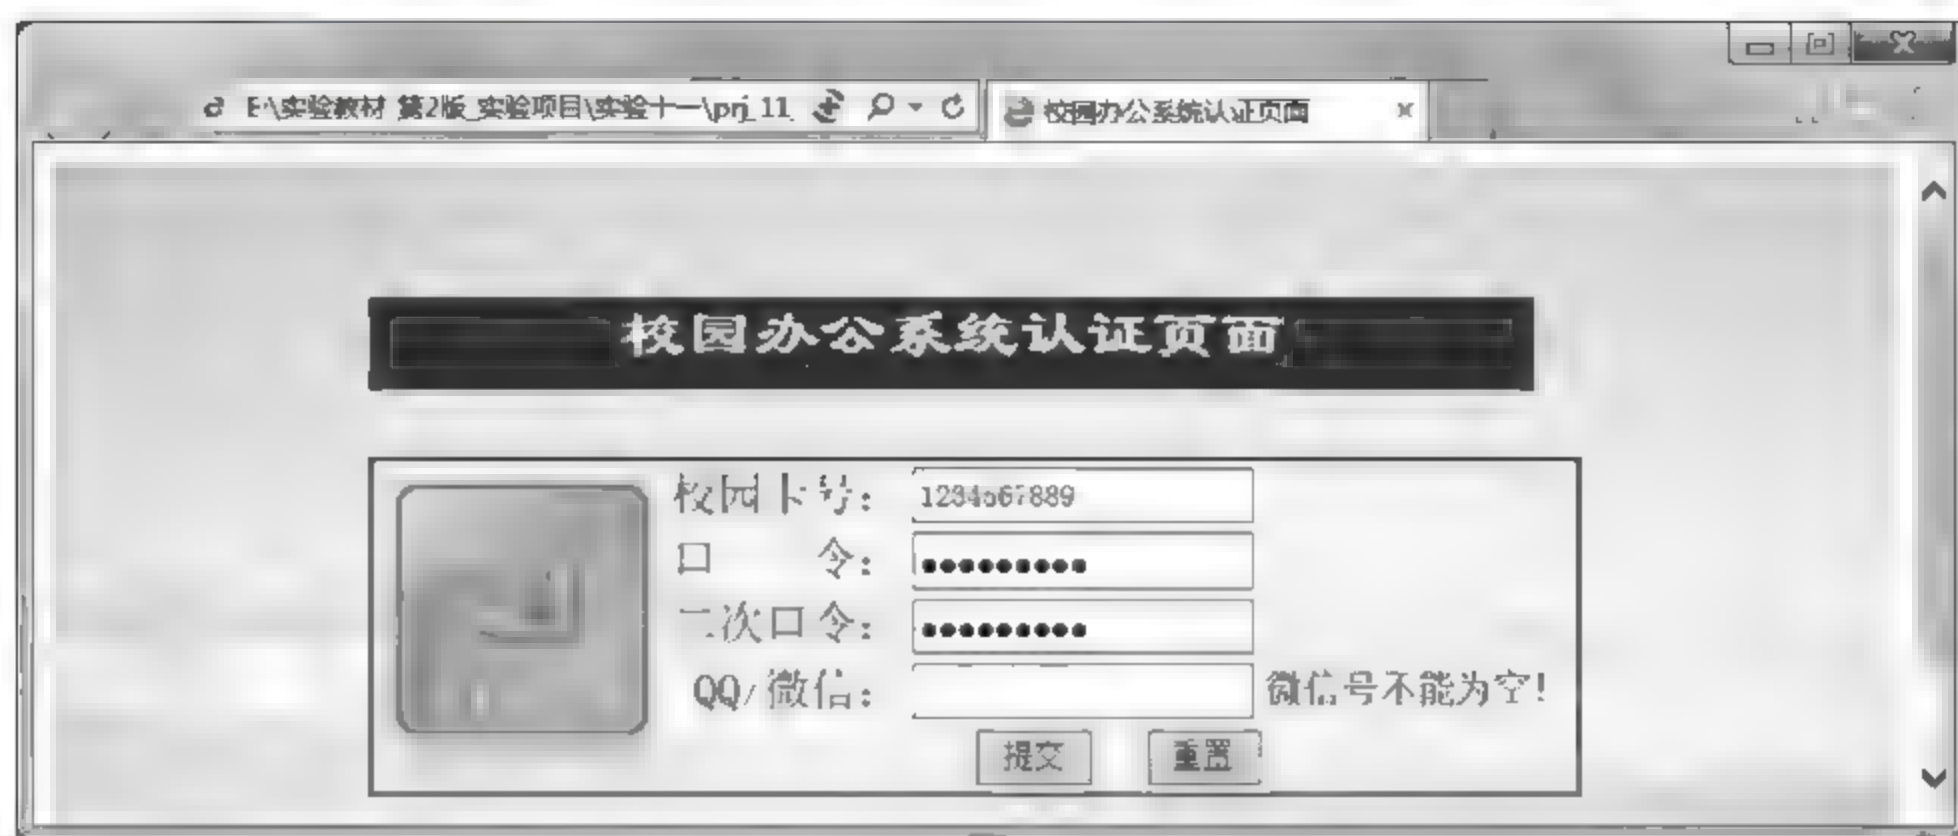 E:\实验教材 第2版_实验项目\实验十一\prj_11_
校园办公系统认证页面
校园办公系统认证页面
校园卡号: 1234567889
口 令: ●●●●●●●●●
二次口令: ●●●●●●●●●
QQ/微信: 微信号不能为空!
提交 重置